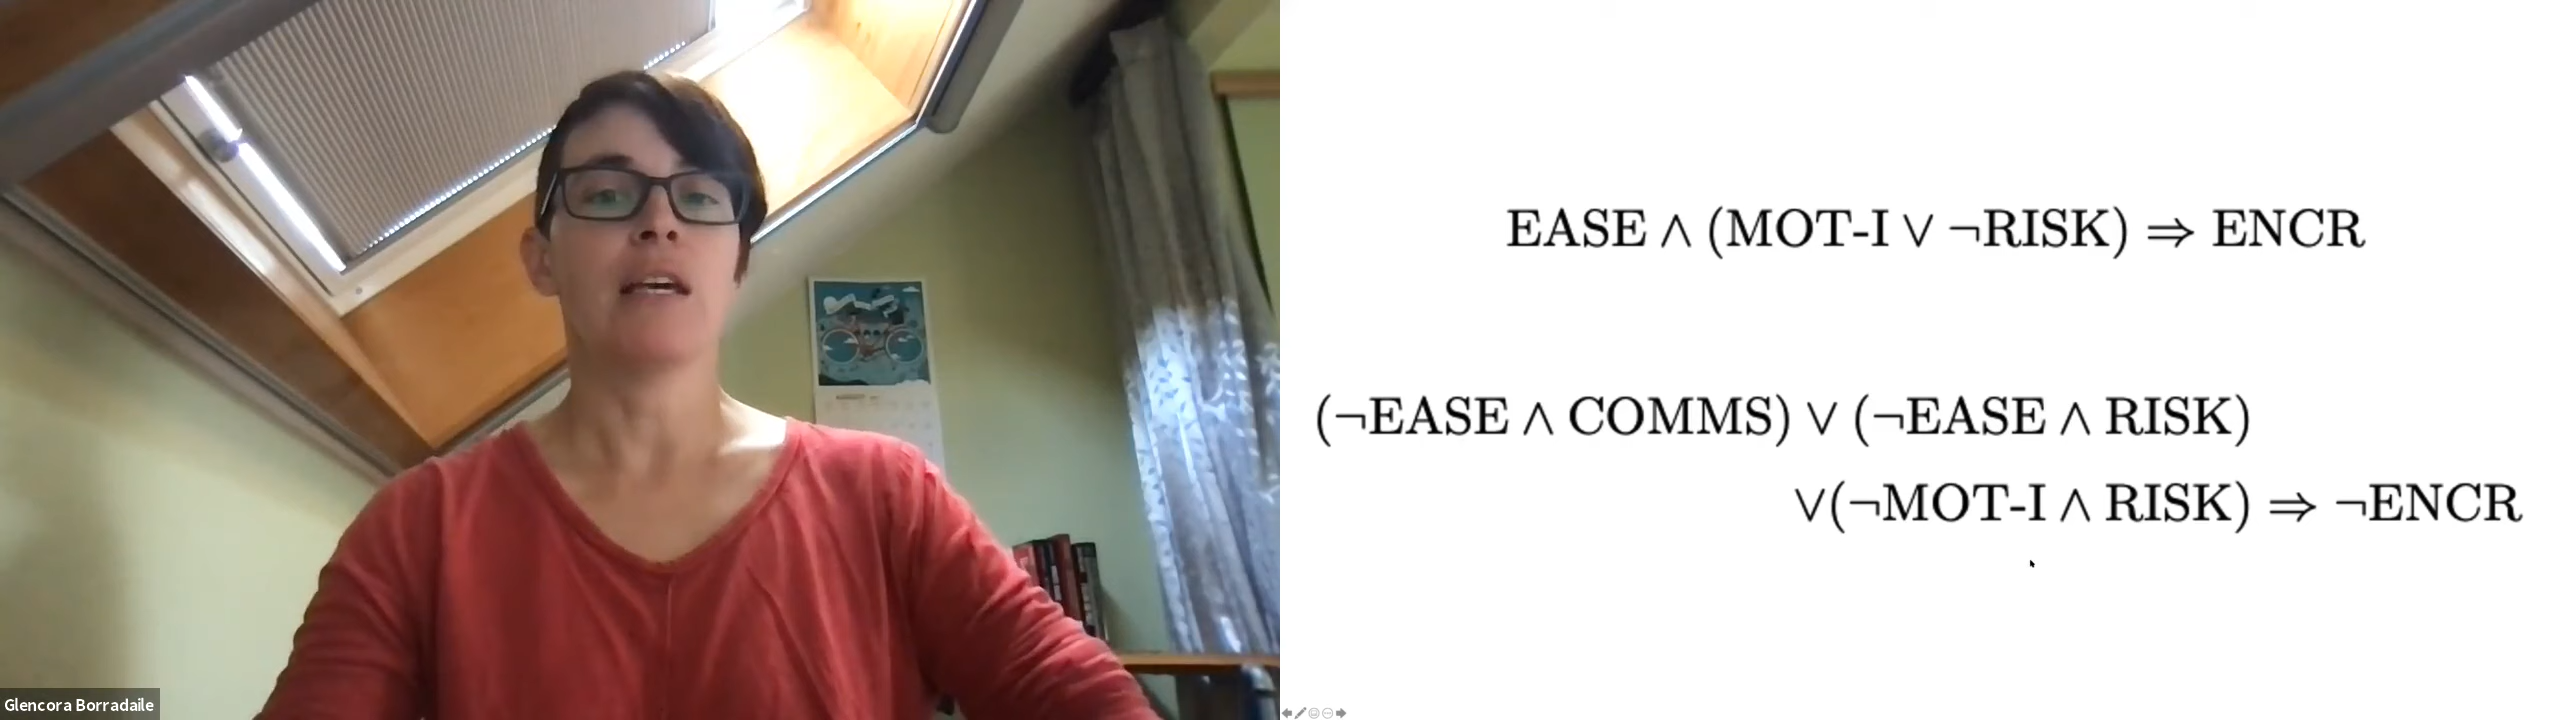 EASE ∧ (MOT-I ∨ ¬RISK) ⇒ ENCR
(¬EASE ∧ COMMS) ∨ (¬EASE ∧ RISK)
∨(¬MOT-I ∧ RISK) ⇒ ¬ENCR
Glencora Borradaile